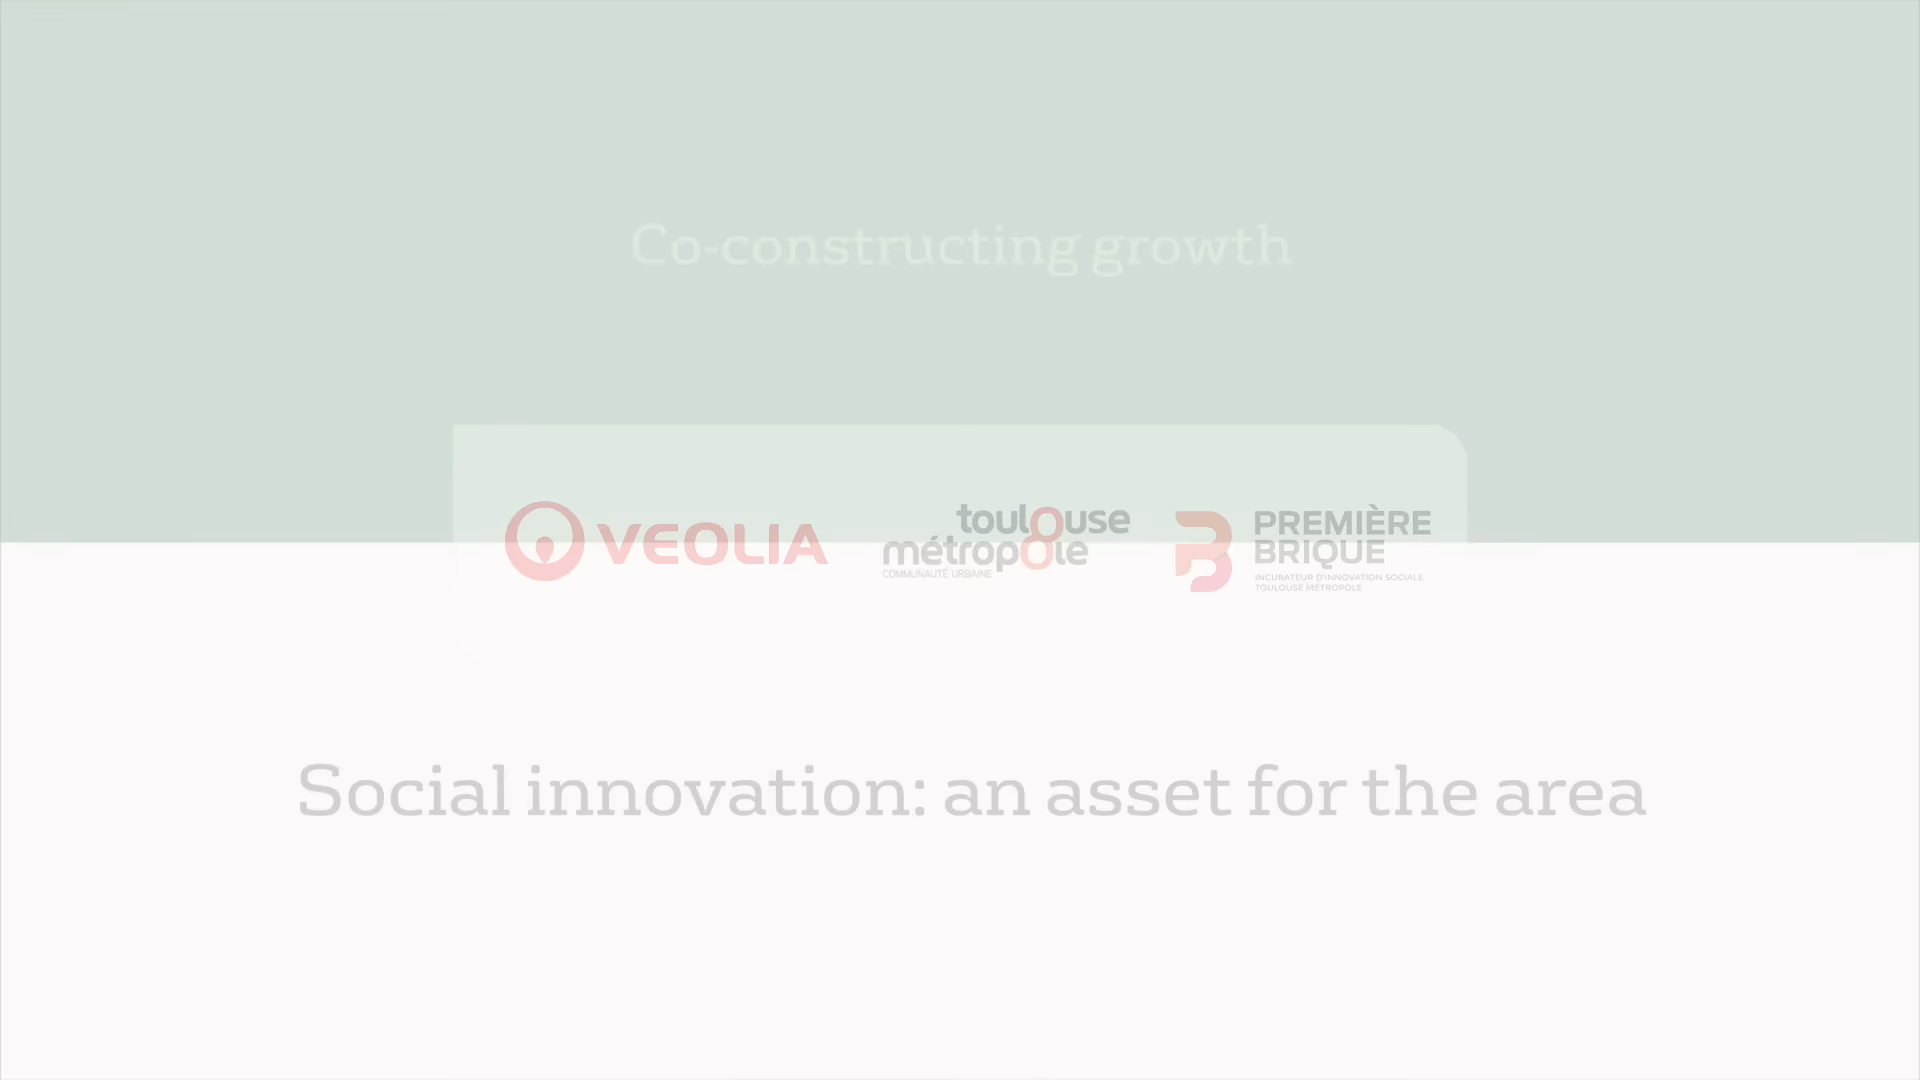 Co-constructing growth
VEOLIA
toulouse
métropole
COMMUNAUTÉ URBAINE
PREMIÈRE
BRIQUE
INCUBATEUR D'INNOVATION SOCIALE
TOULOUSE MÉTROPOLE
Social innovation: an asset for the area